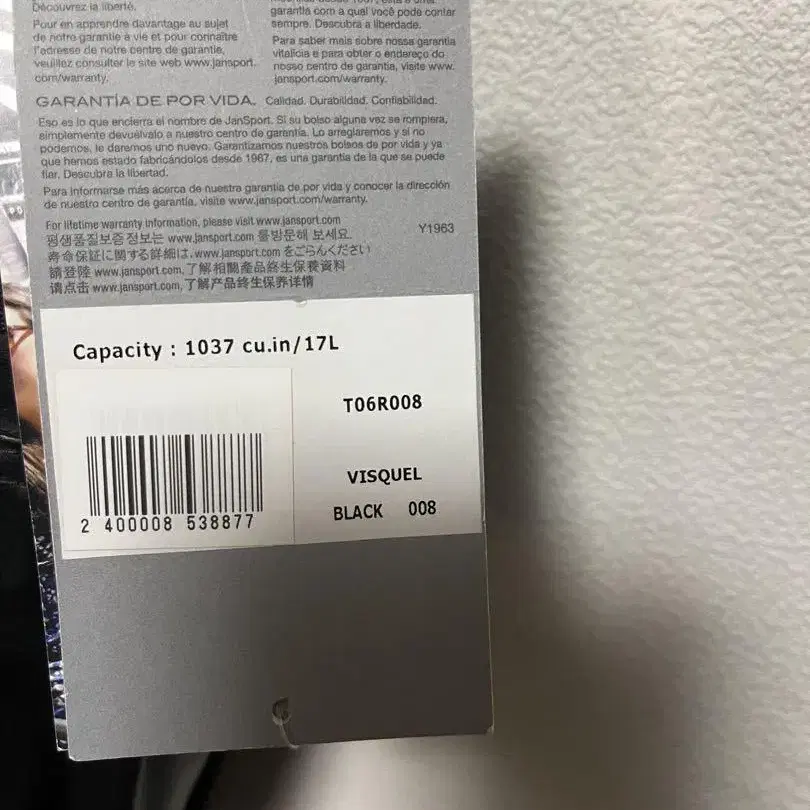 Découvrez la liberté.
Pour en apprendre davantage au sujet
de notre garantie à vie et pour connaître
l'adresse de notre centre de garantie,
veuillez consulter le site web www.jansport.
com/warranty.
garantia com a qual você pode contar
sempre. Descubra a liberdade.
Para saber mais sobre nossa garantia
vitalícia e para obter o endereço do
nosso centro de garantia, visite www.
jansport.com/warranty.
GARANTÍA DE POR VIDA. Calidad. Durabilidad. Confiabilidad.
Eso es lo que encierra el nombre de JanSport. Si su bolso alguna vez se rompiera,
simplemente devuélvalo a nuestro centro de garantía. Lo arreglaremos y si no
podemos, le daremos uno nuevo. Garantizamos nuestros bolsos de por vida y ya
que hemos estado fabricándolos desde 1967, es una garantía de la que se puede
fiar. Descubra la libertad.
Para informarse más acerca de nuestra garantía de por vida y conocer la dirección
de nuestro centro de garantía, visite www.jansport.com/warranty.
For lifetime warranty information, please visit www.jansport.com
평생품질보증정보는 www.jansport.com 를방문해 보세요.
Y1963
寿命保証に関する詳細は、www.jansport.com をごらんください
請登陸 www.jansport.com, 了解相關產品終生保養資料
请点击 www.jansport.com, 了解产品终生保养详情
Capacity : 1037 cu.in/17L
T06R008
VISQUEL
BLACK 008
2 400008 538877